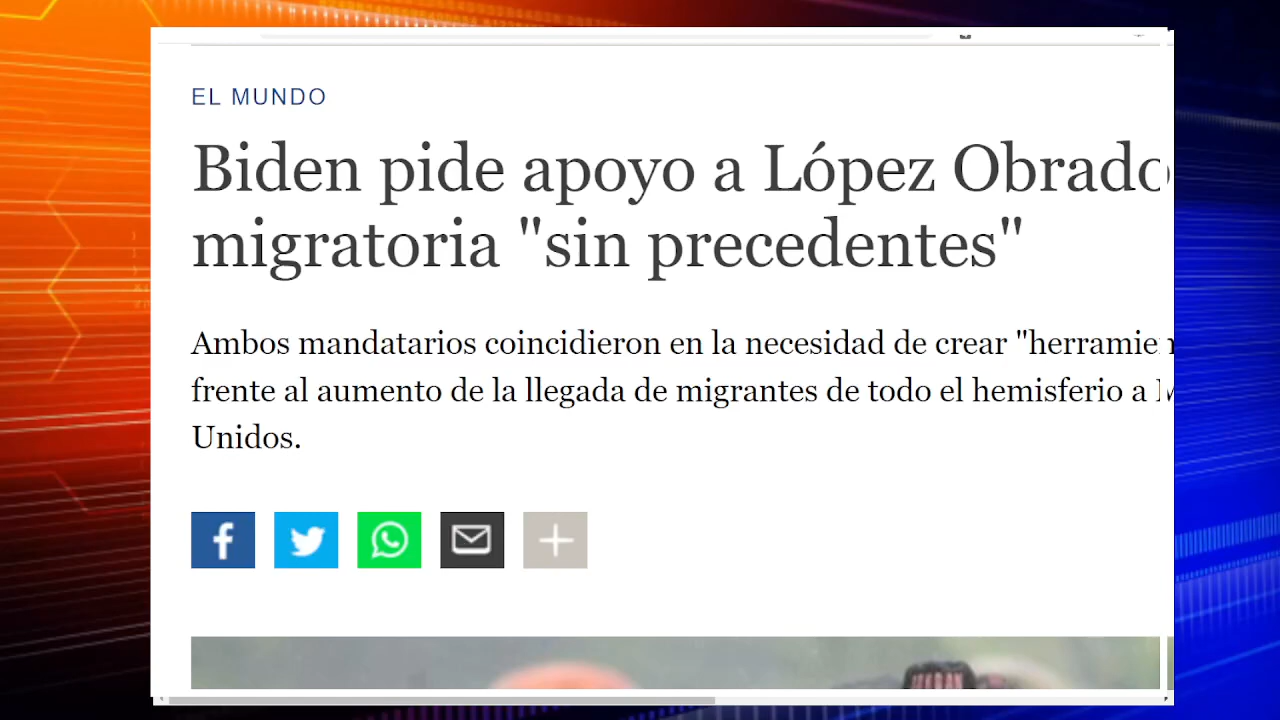 EL MUNDO
Biden pide apoyo a López Obrado
migratoria "sin precedentes"
Ambos mandatarios coincidieron en la necesidad de crear "herramien
frente al aumento de la llegada de migrantes de todo el hemisferio a M
Unidos.